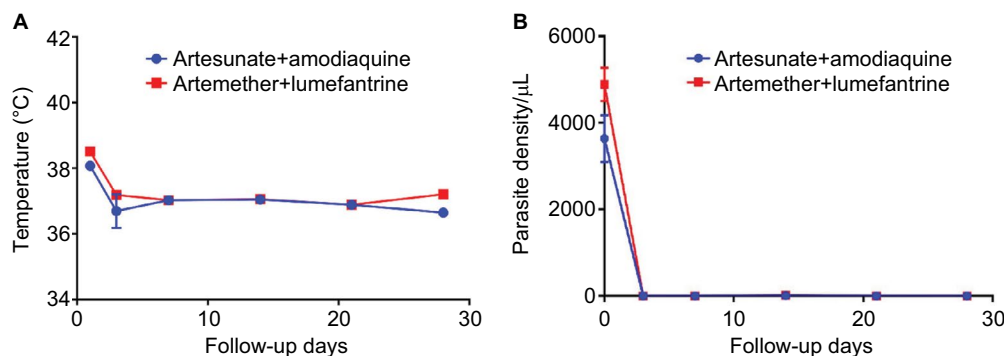 A
42
40
38
36
34
Temperature (°C)
Artesunate+amodiaquine
Artemether+lumefantrine
0
10
20
30
Follow-up days
B
6000
4000
2000
0
Parasite density/μL
Artesunate+amodiaquine
Artemether+lumefantrine
0
10
20
30
Follow-up days